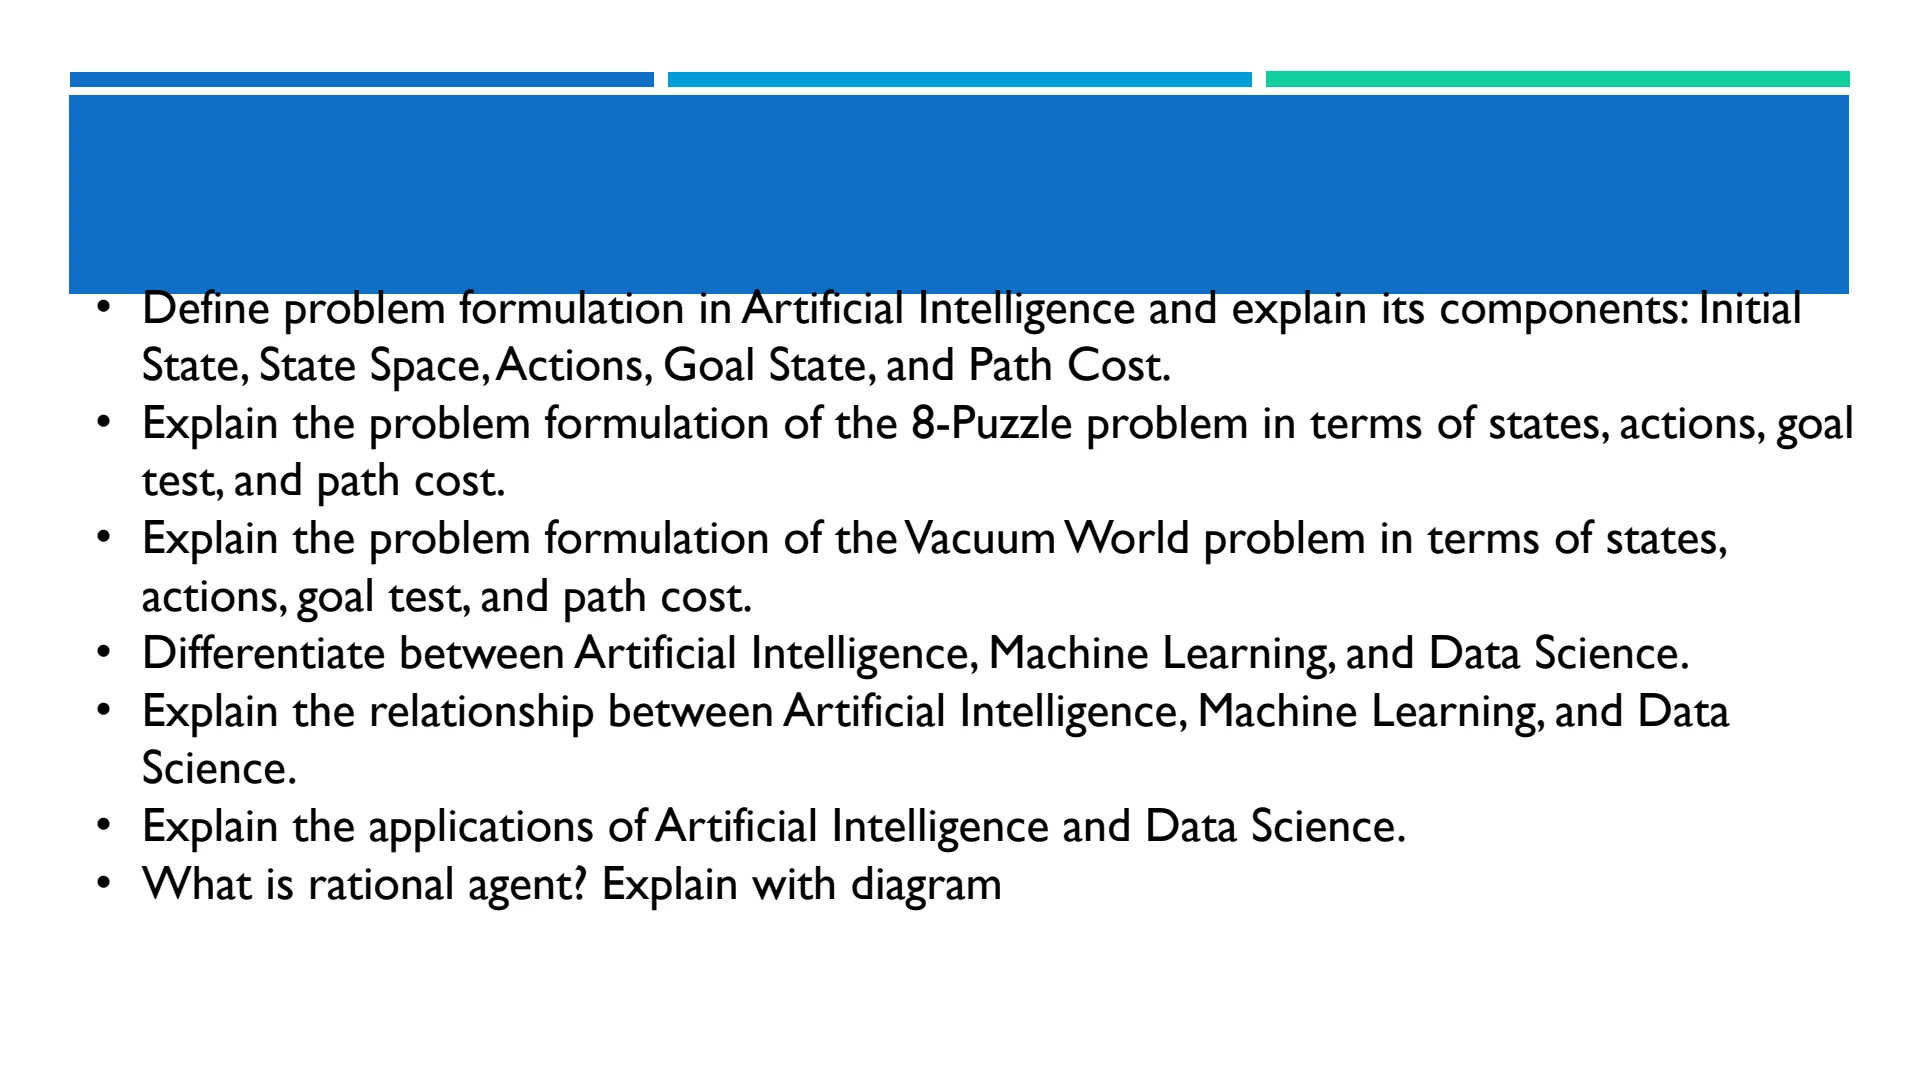 • Define problem formulation in Artificial Intelligence and explain its components: Initial
State, State Space, Actions, Goal State, and Path Cost.
• Explain the problem formulation of the 8-Puzzle problem in terms of states, actions, goal
test, and path cost.
• Explain the problem formulation of the Vacuum World problem in terms of states,
actions, goal test, and path cost.
• Differentiate between Artificial Intelligence, Machine Learning, and Data Science.
• Explain the relationship between Artificial Intelligence, Machine Learning, and Data
Science.
• Explain the applications of Artificial Intelligence and Data Science.
• What is rational agent? Explain with diagram